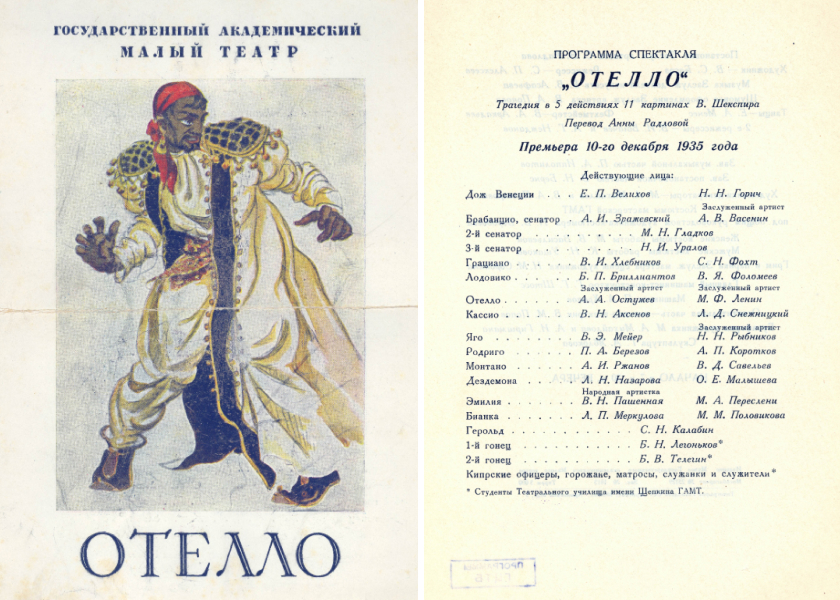 ГОСУДАРСТВЕННЫЙ АКАДЕМИЧЕСКИЙ
МАЛЫЙ ТЕАТР
ОТЕЛЛО
ПРОГРАММА СПЕКТАКЛЯ
„ОТЕЛЛО“
Трагедия в 5 действиях 11 картинах В. Шекспира
Перевод Анны Радловой
Премьера 10-го декабря 1935 года
Действующие лица:
Дож Венеции . . . . Е. П. Велихов Н. Н. Горич
Заслуженный артист
Брабанцио, сенатор . . А. И. Зражевский А. В. Васенин
2-й сенатор . . . . . . . . . . . М. Н. Гладков
3-й сенатор . . . . . . . . . . . Н. И. Уралов
Грациано . . . . . . . В. И. Хлебников С. Н. Фохт
Лодовико . . . . . . . Б. П. Бриллиантов В. Я. Фоломеев
Заслуженный артист Заслуженный артист
Отелло . . . . . . . А. А. Остужев М. Ф. Ленин
Кассио . . . . . . . В. Н. Аксенов Л. Д. Снежницкий
Заслуженный артист
Яго . . . . . . . . В. Э. Мейер Н. Н. Рыбников
Родриго . . . . . . . П. А. Березов А. П. Коротков
Монтано . . . . . . . А. И. Ржанов В. Д. Савельев
Дездемона . . . . . . Н. Назарова О. Е. Малышева
Народная артистка
Эмилия . . . . . . . В. Н. Пашенная М. А. Переслени
Бианка . . . . . . . Л. П. Меркулова М. М. Половикова
Герольд . . . . . . . . . . . . С. Н. Калабин
1-й гонец . . . . . . . . . . . Б. Н. Легоньков*
2-й гонец . . . . . . . . . . . Б. В. Телегин*
Кипрские офицеры, горожане, матросы, служанки и служители*
* Студенты Театрального училища имени Щепкина ГАМТ.